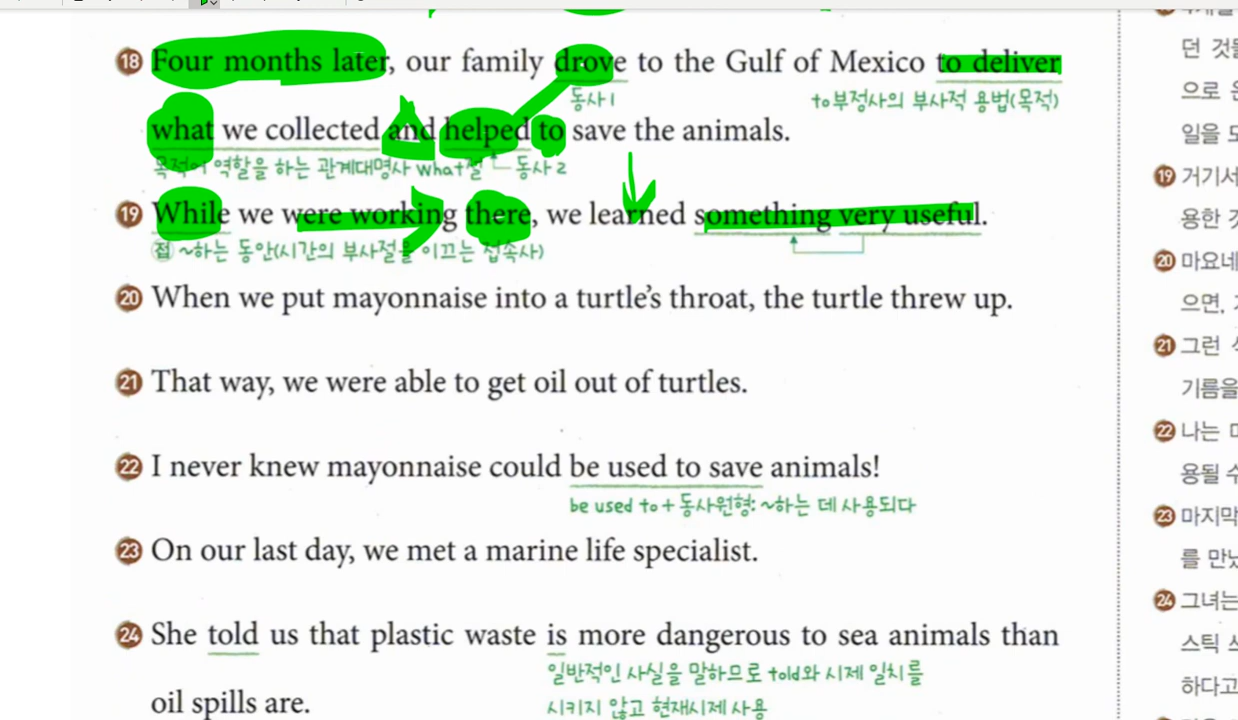 18 Four months later, our family drove to the Gulf of Mexico to deliver
동사1 to부정사의 부사적 용법(목적)
what we collected and helped to save the animals.
목적어 역할을 하는 관계대명사 what절 동사2
19 While we were working there, we learned something very useful.
접 ~하는 동안(시간의 부사절을 이끄는 접속사)
20 When we put mayonnaise into a turtle's throat, the turtle threw up.
21 That way, we were able to get oil out of turtles.
22 I never knew mayonnaise could be used to save animals!
be used to+동사원형: ~하는 데 사용되다
23 On our last day, we met a marine life specialist.
24 She told us that plastic waste is more dangerous to sea animals than
일반적인 사실을 말하므로 told와 시제 일치를
oil spills are.
시키지 않고 현재시제 사용
던 것들
으로 운
일을 도
19 거기서
용한 것
20 마요네
으면,
21 그런
기름을
22 나는
용될 수
23 마지막
를 만났
24 그녀는
스틱
하다고